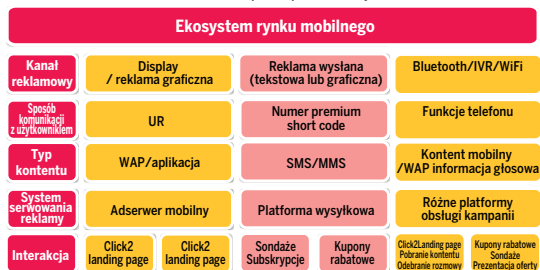 Ekosystem rynku mobilnego
Kanał
reklamowy
Display
/ reklama graficzna
Reklama wysłana
(tekstowa lub graficzna)
Bluetooth/IVR/WiFi
Sposób
komunikacji
z użytkownikiem
UR
Numer premium
short code
Funkcje telefonu
Typ
kontentu
WAP/aplikacja
SMS/MMS
Kontent mobilny
/WAP informacja głosowa
System
serwowania
reklamy
Adserwer mobilny
Platforma wysyłkowa
Różne platformy
obsługi kampanii
Interakcja
Click2
landing page
Click2
landing page
Sondaże
Subskrypcje
Kupony
rabatowe
Click2Landing page
Pobranie kontentu
Odebranie rozmowy
Kupony rabatowe
Sondaże
Prezentacja oferty